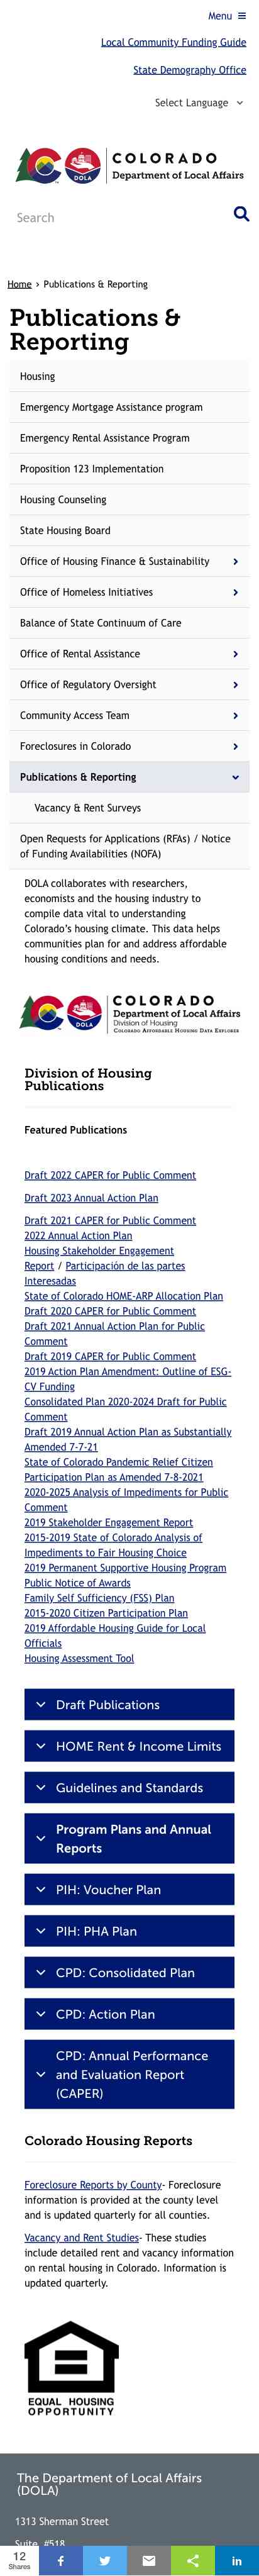 Menu
Local Community Funding Guide
State Demography Office
Select Language
COLORADO
Department of Local Affairs
DOLA
Search
Home › Publications & Reporting
Publications &
Reporting
Housing
Emergency Mortgage Assistance program
Emergency Rental Assistance Program
Proposition 123 Implementation
Housing Counseling
State Housing Board
Office of Housing Finance & Sustainability
Office of Homeless Initiatives
Balance of State Continuum of Care
Office of Rental Assistance
Office of Regulatory Oversight
Community Access Team
Foreclosures in Colorado
Publications & Reporting
Vacancy & Rent Surveys
Open Requests for Applications (RFAs) / Notice
of Funding Availabilities (NOFA)
DOLA collaborates with researchers,
economists and the housing industry to
compile data vital to understanding
Colorado's housing climate. This data helps
communities plan for and address affordable
housing conditions and needs.
COLORADO
Department of Local Affairs
Division of Housing
Colorado Affordable Housing Data Explorer
DOLA
Division of Housing
Publications
Featured Publications
Draft 2022 CAPER for Public Comment
Draft 2023 Annual Action Plan
Draft 2021 CAPER for Public Comment
2022 Annual Action Plan
Housing Stakeholder Engagement
Report / Participación de las partes
Interesadas
State of Colorado HOME-ARP Allocation Plan
Draft 2020 CAPER for Public Comment
Draft 2021 Annual Action Plan for Public
Comment
Draft 2019 CAPER for Public Comment
2019 Action Plan Amendment: Outline of ESG-
CV Funding
Consolidated Plan 2020-2024 Draft for Public
Comment
Draft 2019 Annual Action Plan as Substantially
Amended 7-7-21
State of Colorado Pandemic Relief Citizen
Participation Plan as Amended 7-8-2021
2020-2025 Analysis of Impediments for Public
Comment
2019 Stakeholder Engagement Report
2015-2019 State of Colorado Analysis of
Impediments to Fair Housing Choice
2019 Permanent Supportive Housing Program
Public Notice of Awards
Family Self Sufficiency (FSS) Plan
2015-2020 Citizen Participation Plan
2019 Affordable Housing Guide for Local
Officials
Housing Assessment Tool
Draft Publications
HOME Rent & Income Limits
Guidelines and Standards
Program Plans and Annual
Reports
PIH: Voucher Plan
PIH: PHA Plan
CPD: Consolidated Plan
CPD: Action Plan
CPD: Annual Performance
and Evaluation Report
(CAPER)
Colorado Housing Reports
Foreclosure Reports by County- Foreclosure
information is provided at the county level
and is updated quarterly for all counties.
Vacancy and Rent Studies- These studies
include detailed rent and vacancy information
on rental housing in Colorado. Information is
updated quarterly.
EQUAL HOUSING
OPPORTUNITY
The Department of Local Affairs
(DOLA)
1313 Sherman Street
Suite, #518
12
Shares